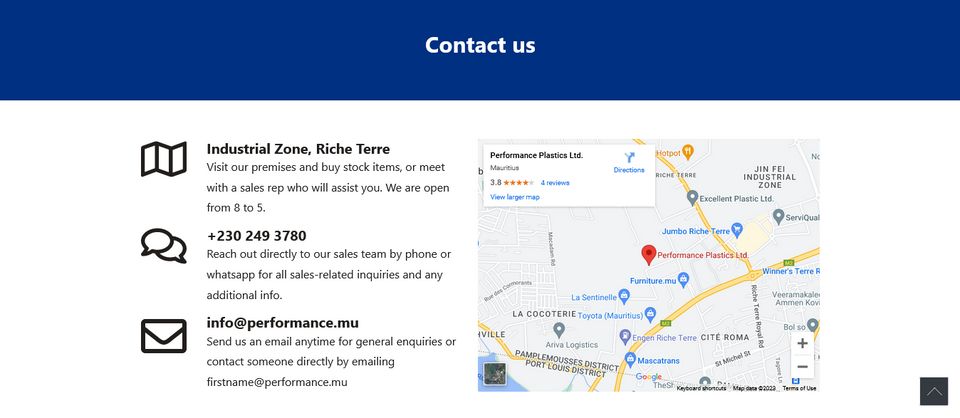 Contact us
Industrial Zone, Riche Terre
Visit our premises and buy stock items, or meet
with a sales rep who will assist you. We are open
from 8 to 5.
+230 249 3780
Reach out directly to our sales team by phone or
whatsapp for all sales-related inquiries and any
additional info.
info@performance.mu
Send us an email anytime for general enquiries or
contact someone directly by emailing
firstname@performance.mu
Performance Plastics Ltd.
Mauritius
3.8
4 reviews
Directions
View larger map
Hotpot
RICHE TERRE
JIN FEI
INDUSTRIAL
ZONE
Excellent Plastic Ltd.
ServiQual
Jumbo Riche Terre
Macadam Rd
Performance Plastics Ltd.
Winner's Terre R
Furniture.mu
Rue des Cormorants
La Sentinelle
Veeramakaleeamen
Riche Terre Royal Rd
LA COCOTERIE
Toyota (Mauritius)
Bol so
HVILLE
Ariva Logistics
Engen Riche Terre
CITÉ ROMA
St Michel St
PAMPLEMOUSSES DISTRICT
PORT LOUIS DISTRICT
Mascatrans
Google
TheSl
Keyboard shortcuts
Map data ©2023
Terms of Use